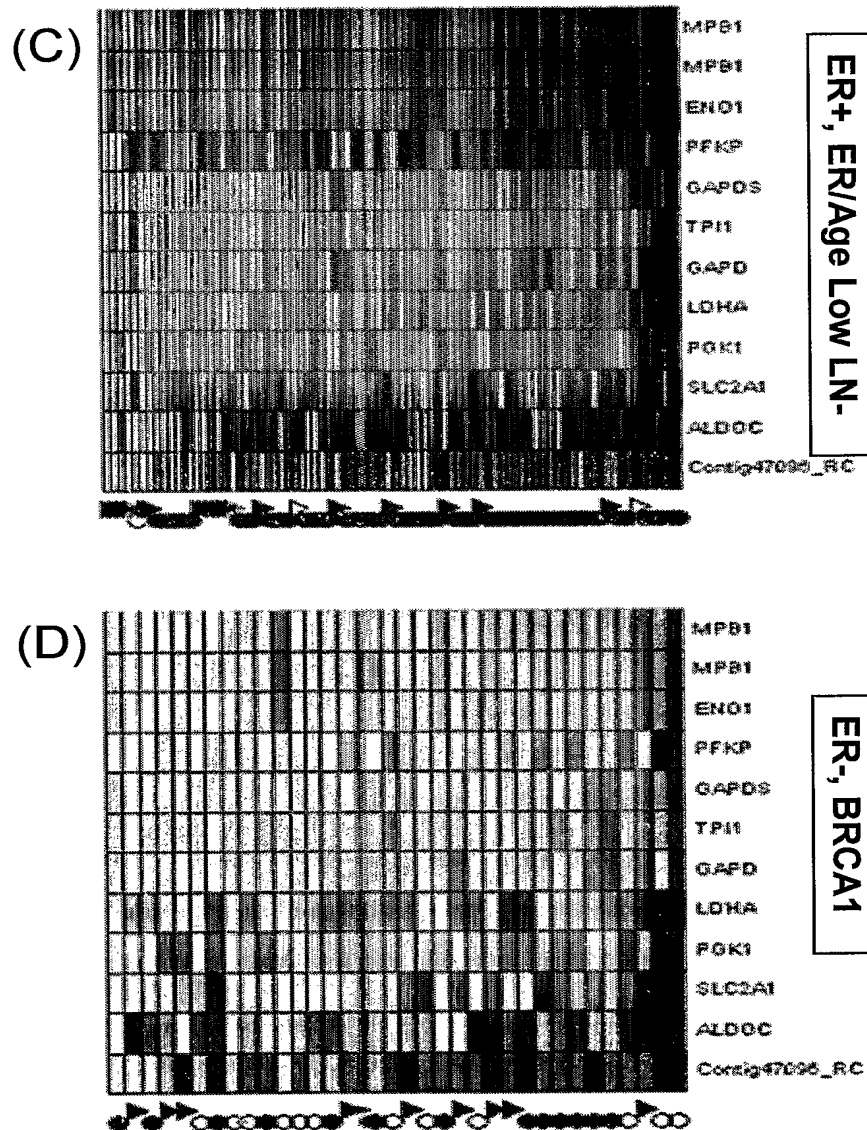 (C)
MPB1
MPB1
ENO1
PFKP
GAPDS
TPI1
GAPD
LDHA
PGK1
SLC2A1
ALDOC
Contig47096_RC
ER+, ER/Age Low LN-
(D)
MPB1
MPB1
ENO1
PFKP
GAPDS
TPI1
GAPD
LDHA
PGK1
SLC2A1
ALDOC
Contig47096_RC
ER-, BRCA1